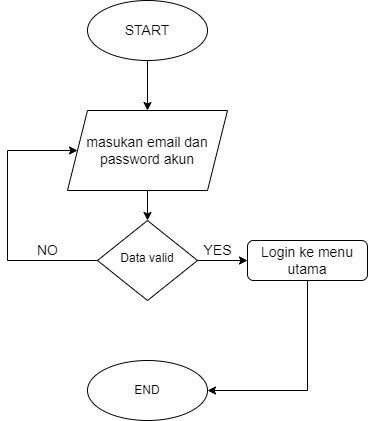 START
masukan email dan
password akun
NO
Data valid
YES
Login ke menu
utama
END